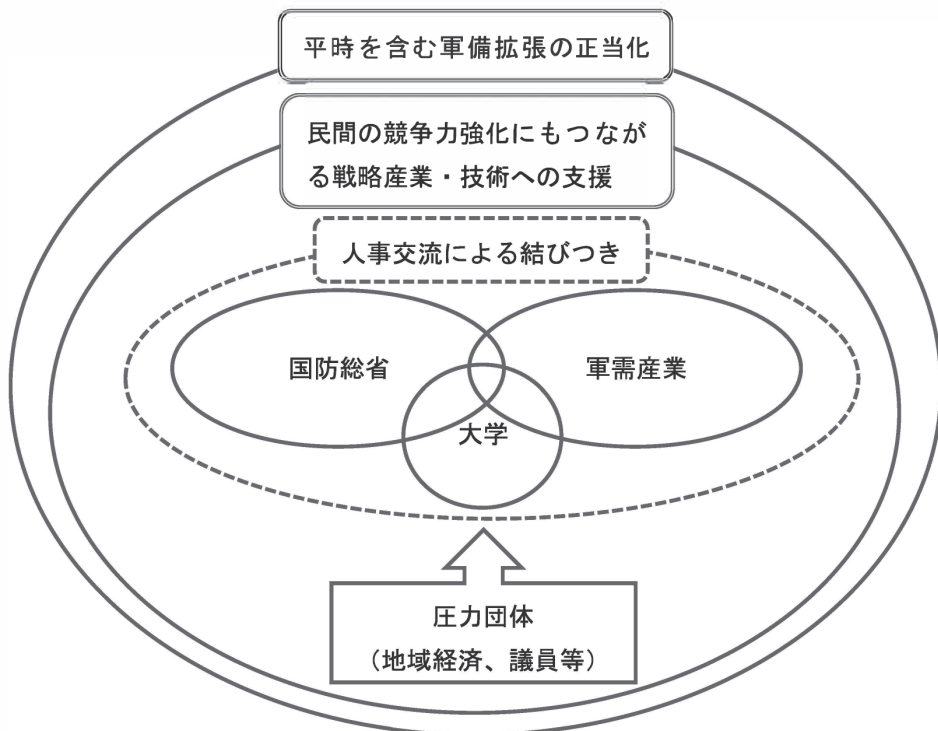 平時を含む軍備拡張の正当化
民間の競争力強化にもつなが
る戦略産業・技術への支援
人事交流による結びつき
国防総省
軍需産業
大学
圧力団体
(地域経済、議員等)